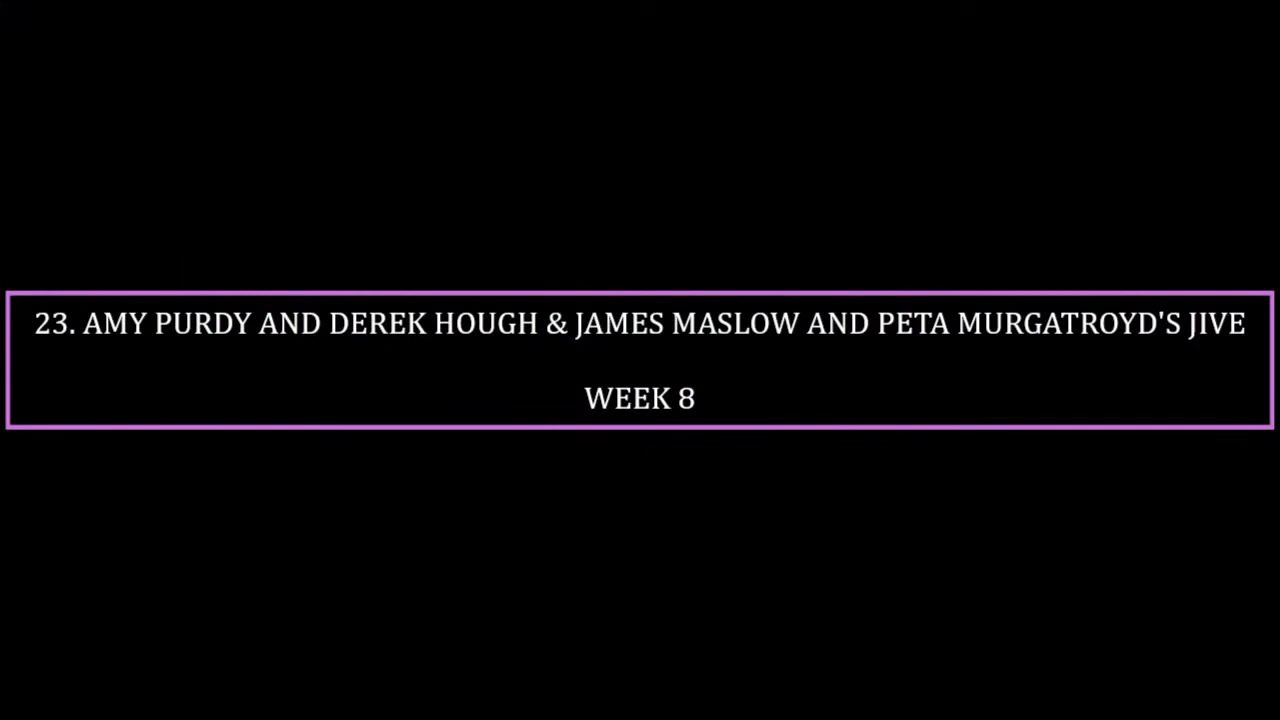 23. AMY PURDY AND DEREK HOUGH & JAMES MASLOW AND PETA MURGATROYD'S JIVE
WEEK 8